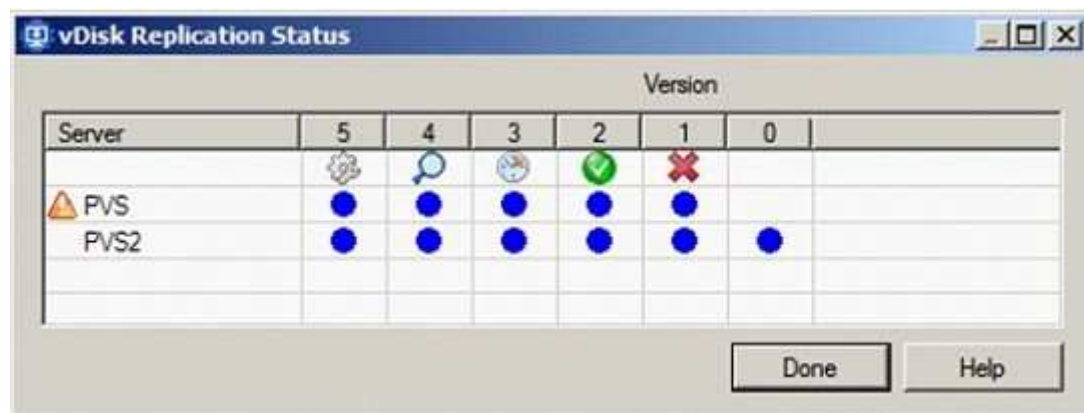 vDisk Replication Status
Version
Server 5 4 3 2 1 0
PVS
PVS2
Done Help